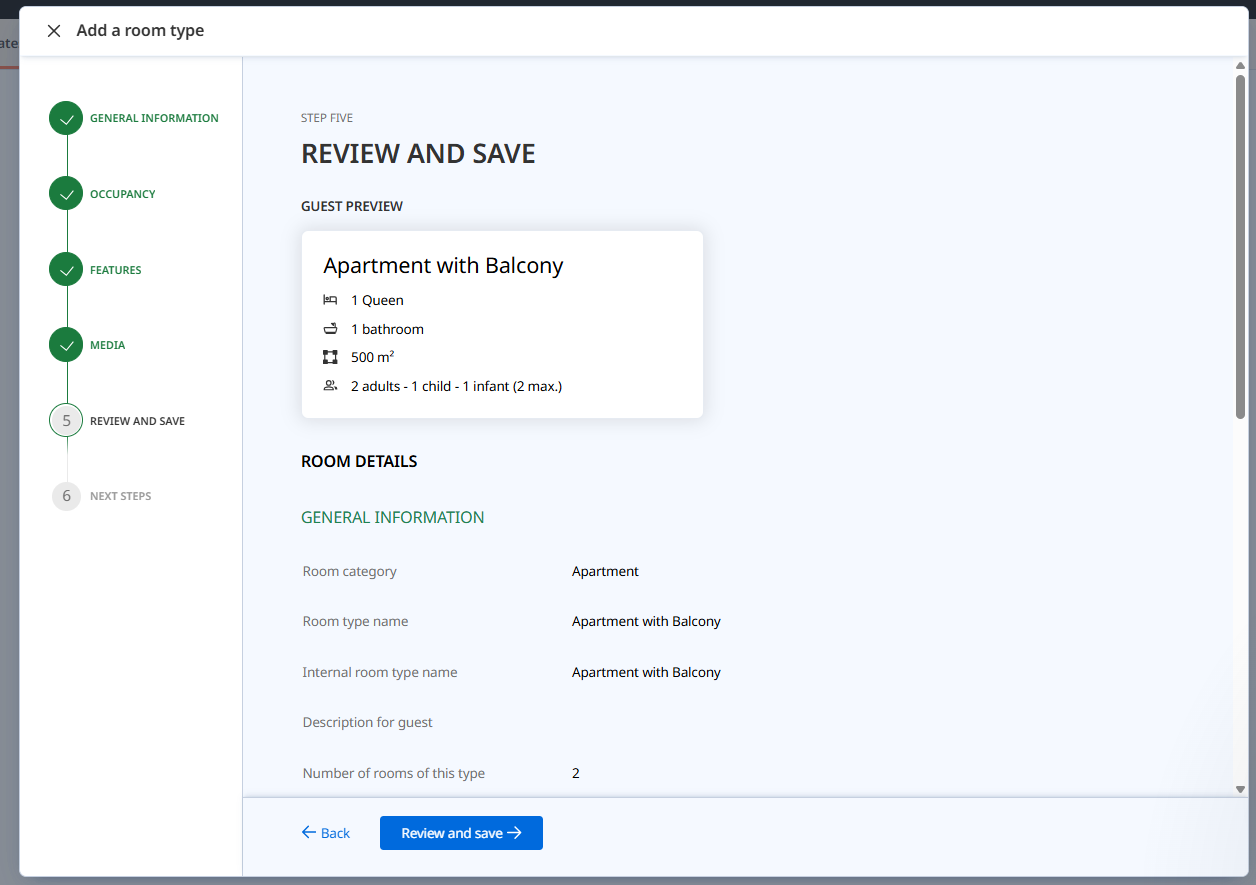 Add a room type
ate
GENERAL INFORMATION
OCCUPANCY
FEATURES
MEDIA
5 REVIEW AND SAVE
6 NEXT STEPS
STEP FIVE
REVIEW AND SAVE
GUEST PREVIEW
Apartment with Balcony
1 Queen
1 bathroom
500 m²
2 adults - 1 child - 1 infant (2 max.)
ROOM DETAILS
GENERAL INFORMATION
Room category Apartment
Room type name Apartment with Balcony
Internal room type name Apartment with Balcony
Description for guest
Number of rooms of this type 2
Back
Review and save